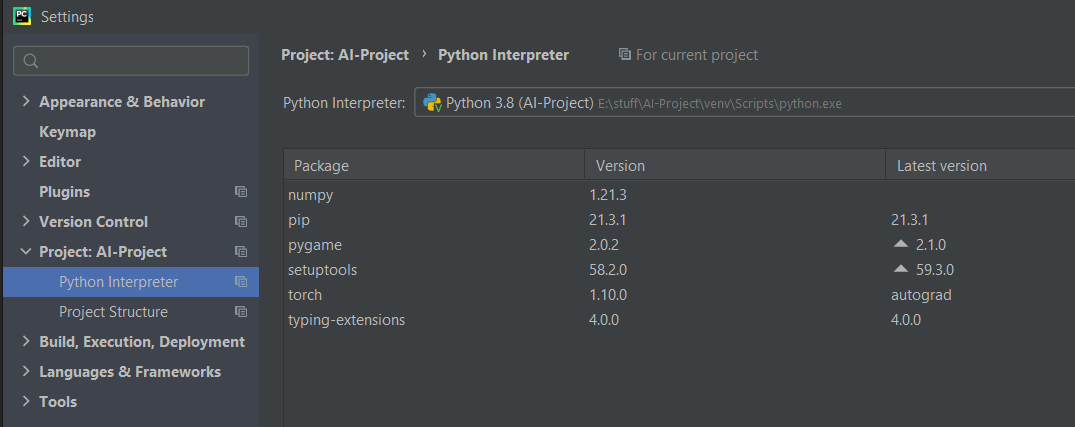 PC Settings
Project: AI-Project › Python Interpreter For current project
Python Interpreter: Python 3.8 (AI-Project) E:\stuff\AI-Project\venv\Scripts\python.exe
Appearance & Behavior
Keymap
Editor
Plugins
Version Control
Project: AI-Project
Python Interpreter
Project Structure
Build, Execution, Deployment
Languages & Frameworks
Tools
Package Version Latest version
numpy 1.21.3
pip 21.3.1 21.3.1
pygame 2.0.2 2.1.0
setuptools 58.2.0 59.3.0
torch 1.10.0 autograd
typing-extensions 4.0.0 4.0.0